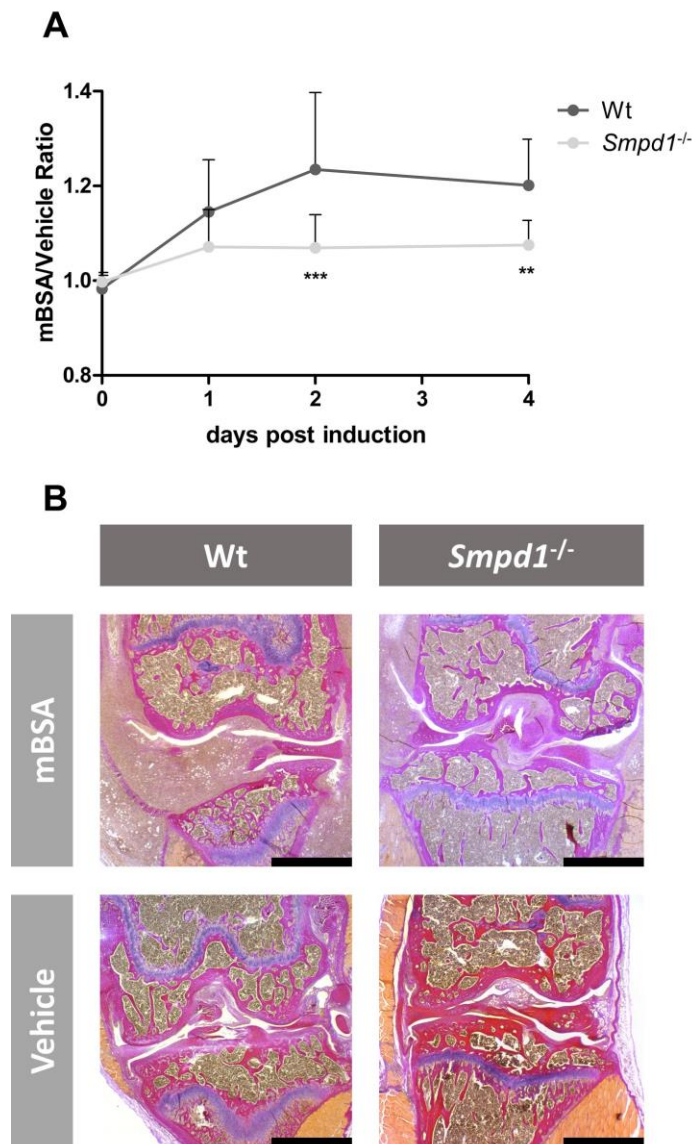 A
1.4
1.2
1.0
0.8
mBSA/Vehicle Ratio
0 1 2 3 4
days post induction
*** **
Wt
Smpd1-/-
B
Wt Smpd1-/-
mBSA
Vehicle